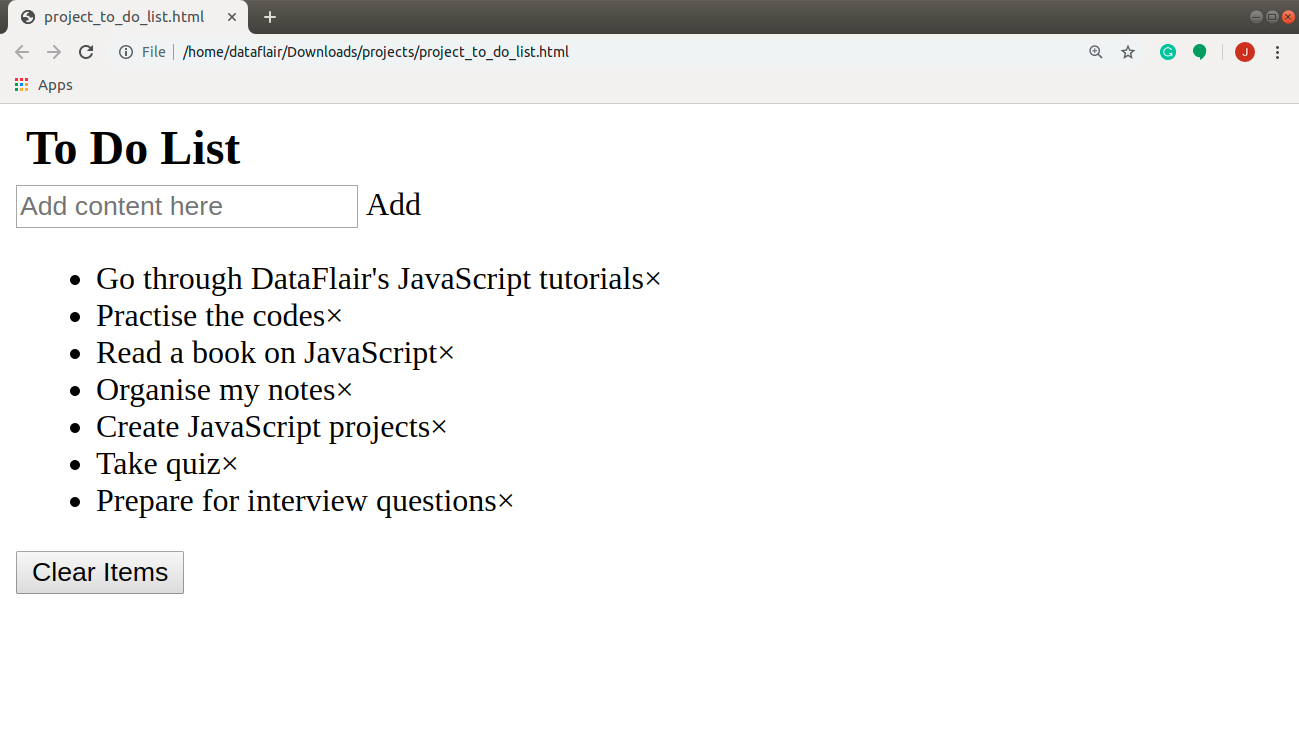 project_to_do_list.html
File /home/dataflair/Downloads/projects/project_to_do_list.html
J
Apps
To Do List
Add content here Add
Go through DataFlair's JavaScript tutorials×
Practise the codes×
Read a book on JavaScript×
Organise my notes×
Create JavaScript projects×
Take quiz×
Prepare for interview questions×
Clear Items